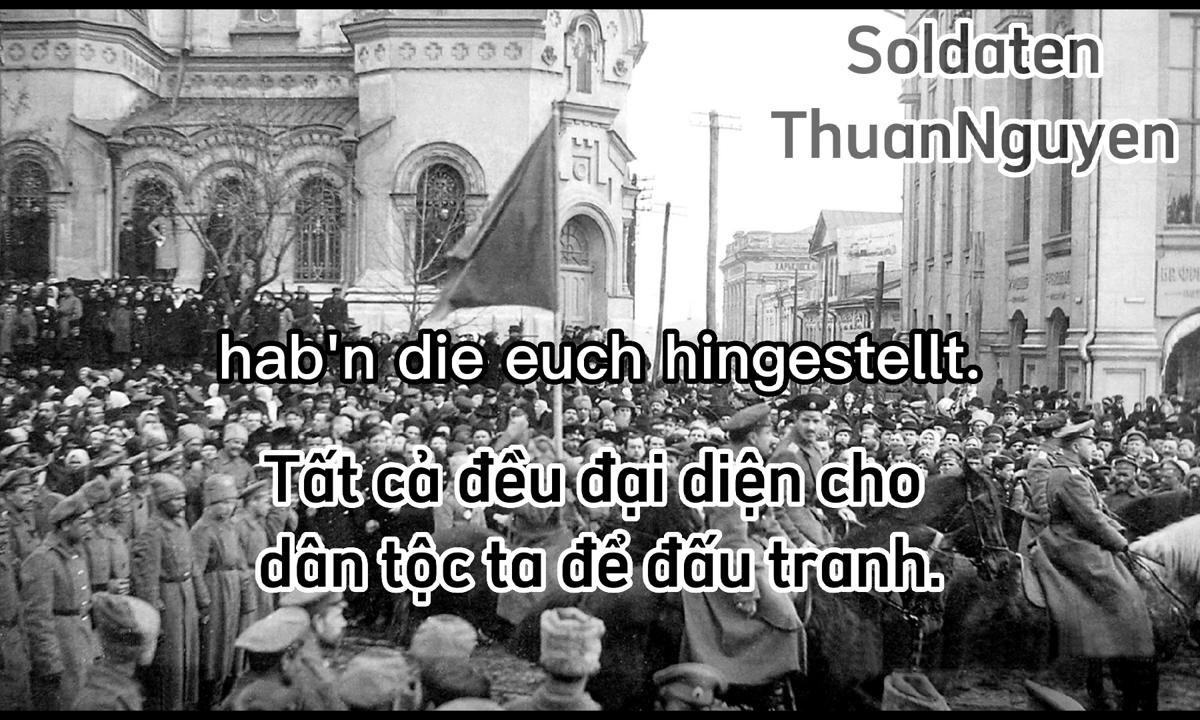 Soldaten
ThuanNguyen
hab'n die euch hingestellt.
Tất cả đều đại diện cho
dân tộc ta để đấu tranh.